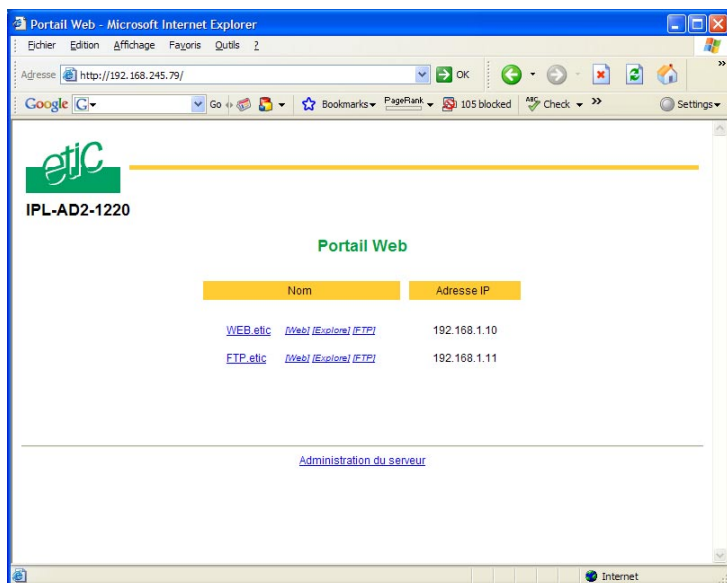 Portail Web - Microsoft Internet Explorer
Fichier Edition Affichage Favoris Outils ?
Adresse http://192.168.245.79/ OK »
Google G Go Bookmarks PageRank 105 blocked ABC Check » Settings
etic
IPL-AD2-1220
Portail Web
Nom Adresse IP
WEB.etic [Web] [Explore] [FTP] 192.168.1.10
FTP.etic [Web] [Explore] [FTP] 192.168.1.11
Administration du serveur
Internet